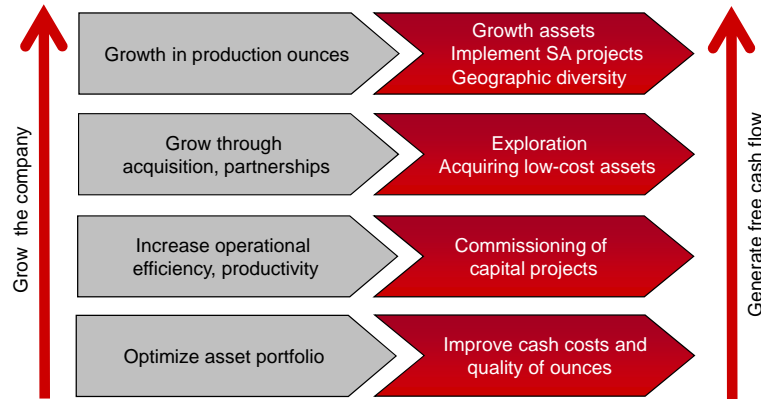 Grow the company
Growth in production ounces
Growth assets
Implement SA projects
Geographic diversity
Grow through
acquisition, partnerships
Exploration
Acquiring low-cost assets
Increase operational
efficiency, productivity
Commissioning of
capital projects
Optimize asset portfolio
Improve cash costs and
quality of ounces
Generate free cash flow